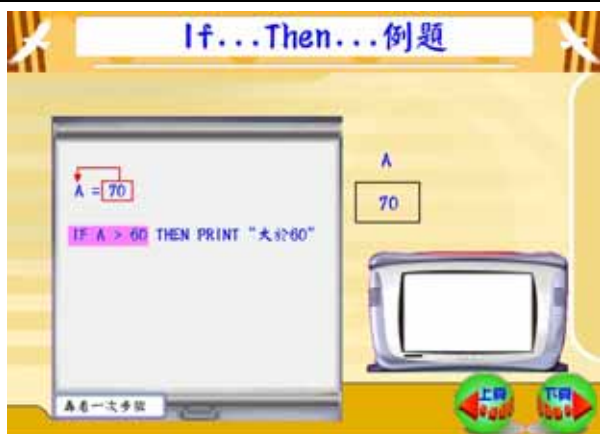 If...Then...例題
A = 70
IF A > 60 THEN PRINT "大於60"
A
70
再看一次步驟
上頁
下頁